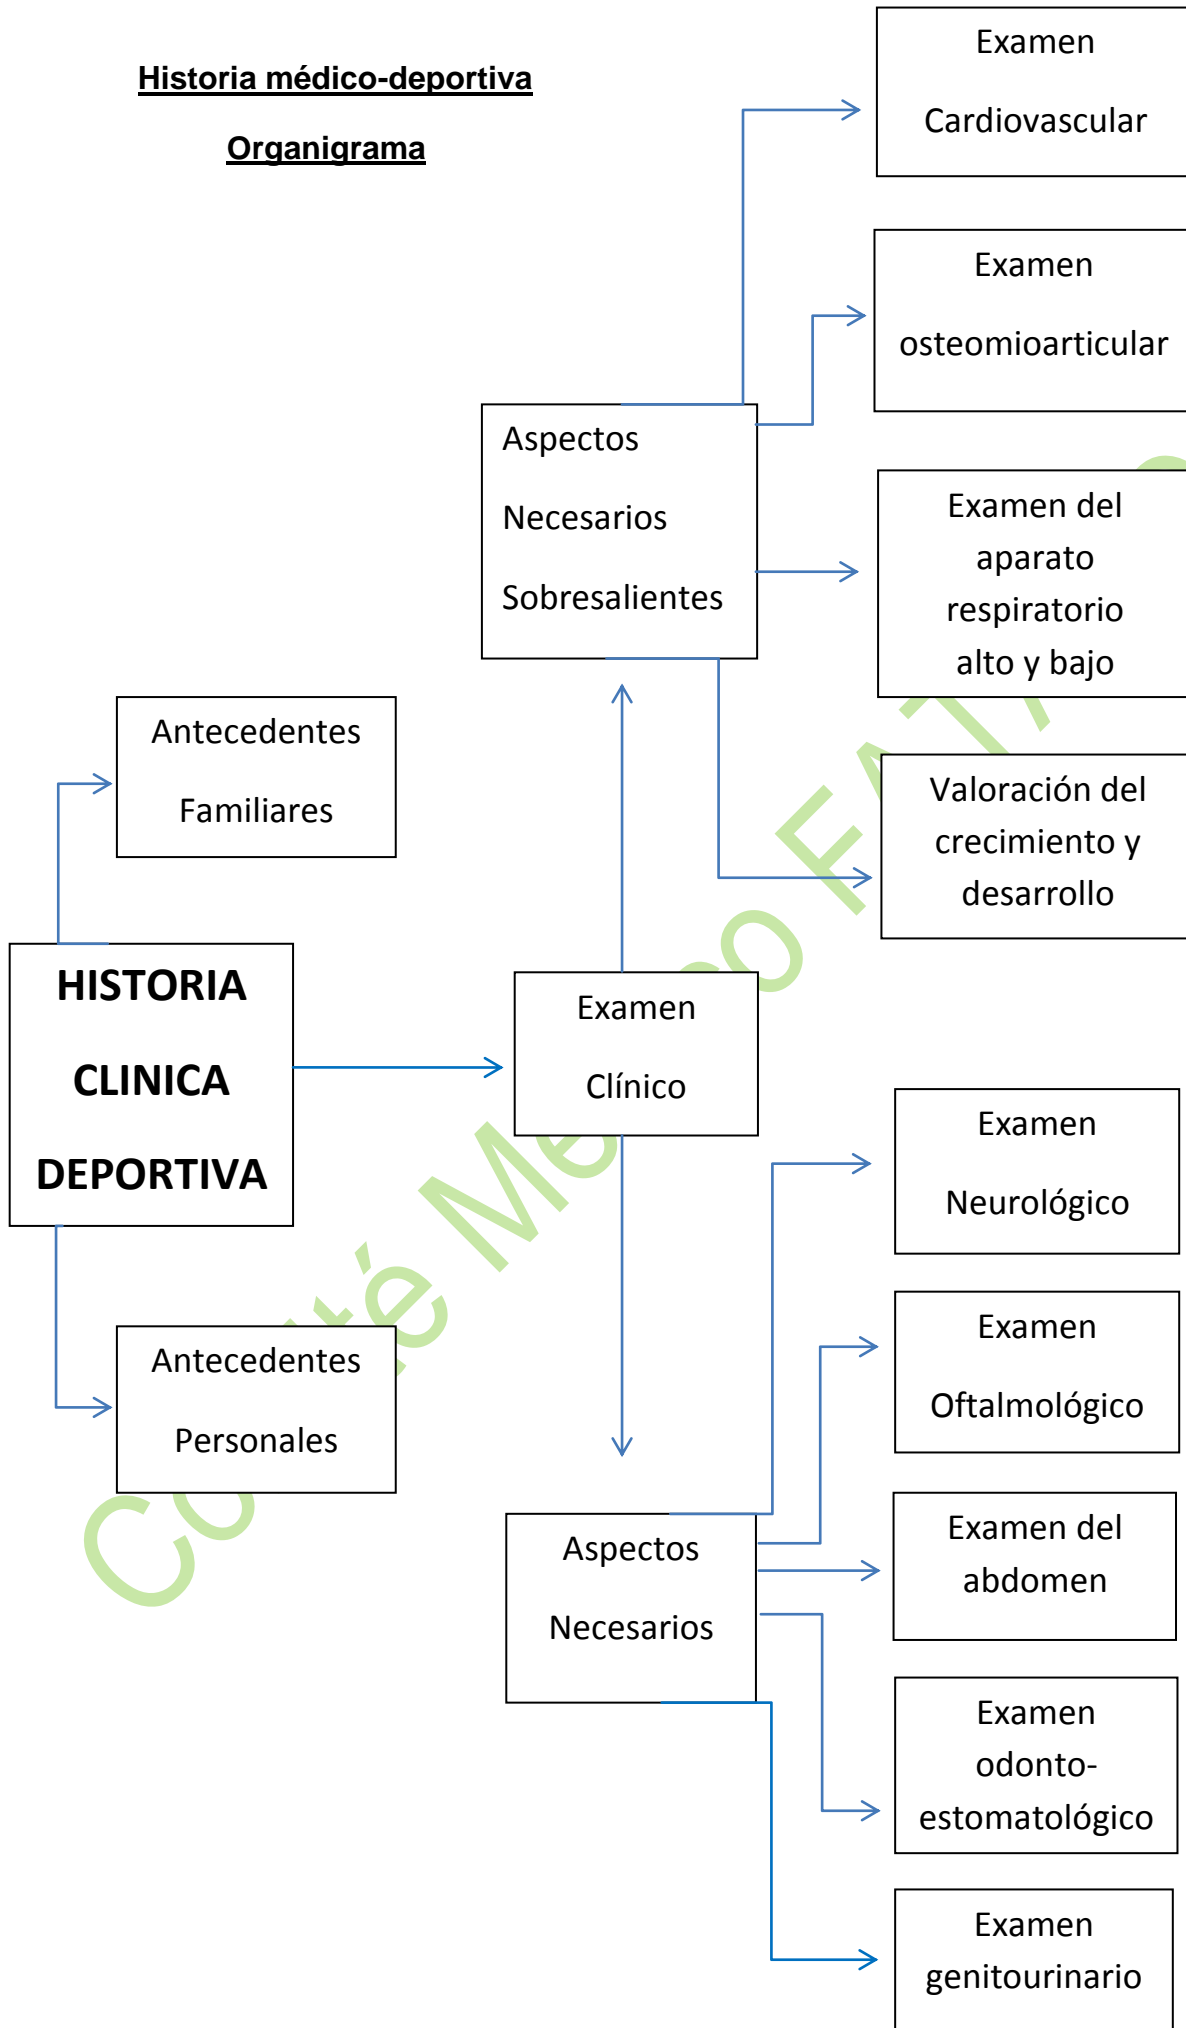 Historia médico-deportiva
Organigrama
Examen
Cardiovascular
Examen
osteomioarticular
Aspectos
Necesarios
Sobresalientes
Examen del
aparato
respiratorio
alto y bajo
Valoración del
crecimiento y
desarrollo
Antecedentes
Familiares
HISTORIA
CLINICA
DEPORTIVA
Examen
Clínico
Antecedentes
Personales
Aspectos
Necesarios
Examen
Neurológico
Examen
Oftalmológico
Examen del
abdomen
Examen
odonto-
estomatológico
Examen
genitourinario